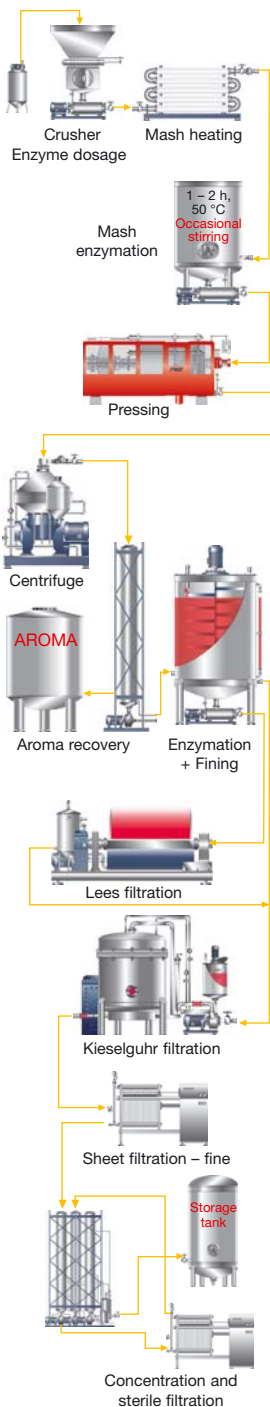 Crusher
Enzyme dosage
Mash heating
1 – 2 h,
50 °C
Occasional
stirring
Mash
enzymation
Pressing
Centrifuge
AROMA
Aroma recovery
Enzymation
+ Fining
Lees filtration
Kieselguhr filtration
Sheet filtration – fine
Storage
tank
Concentration and
sterile filtration